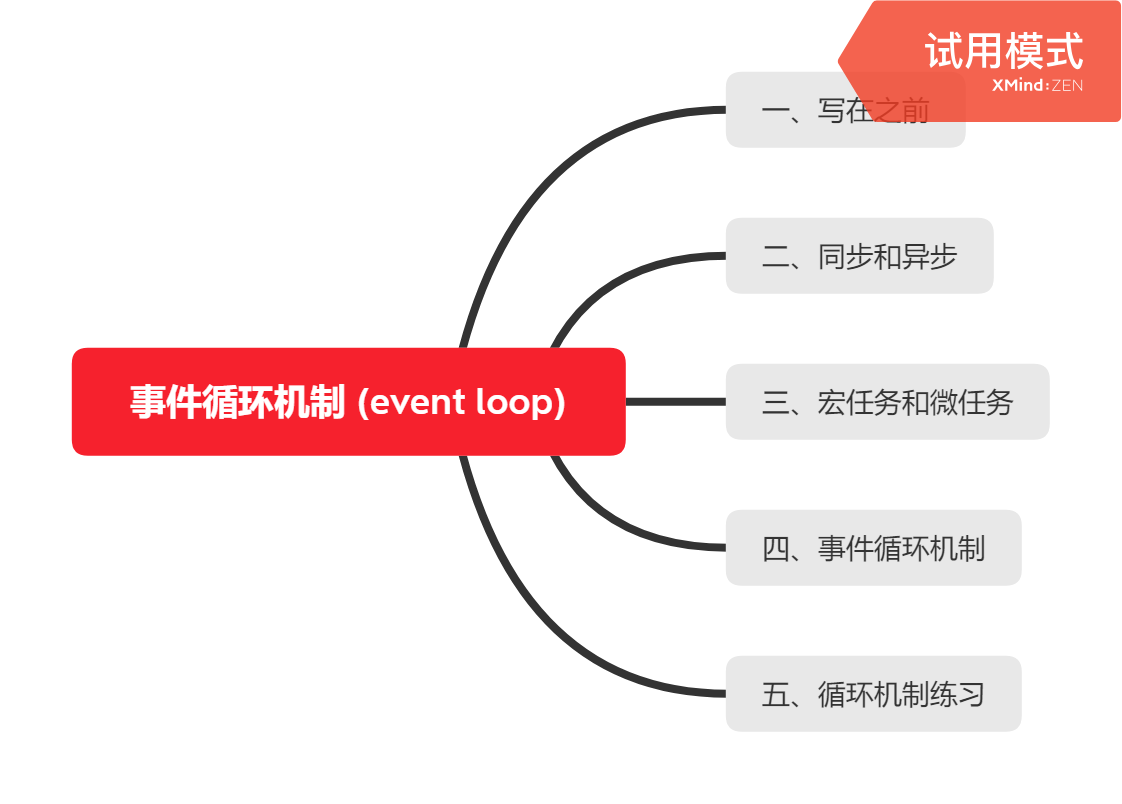 试用模式
XMind:ZEN
一、写在之前
二、同步和异步
事件循环机制 (event loop)
三、宏任务和微任务
四、事件循环机制
五、循环机制练习